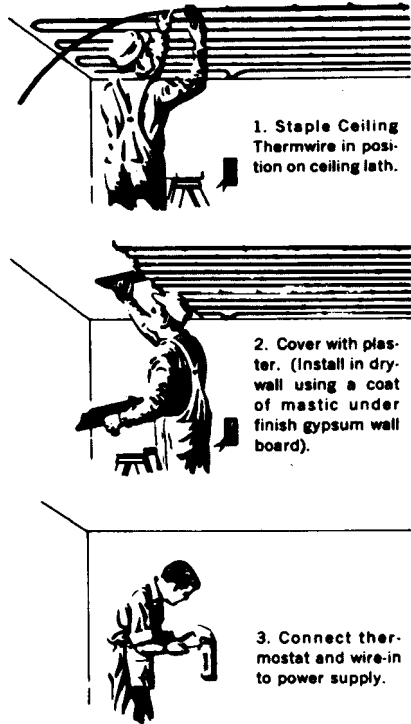 1. Staple Ceiling
Thermwire in posi-
tion on ceiling lath.
2. Cover with plas-
ter. (Install in dry-
wall using a coat
of mastic under
finish gypsum wall
board).
3. Connect ther-
mostat and wire-in
to power supply.